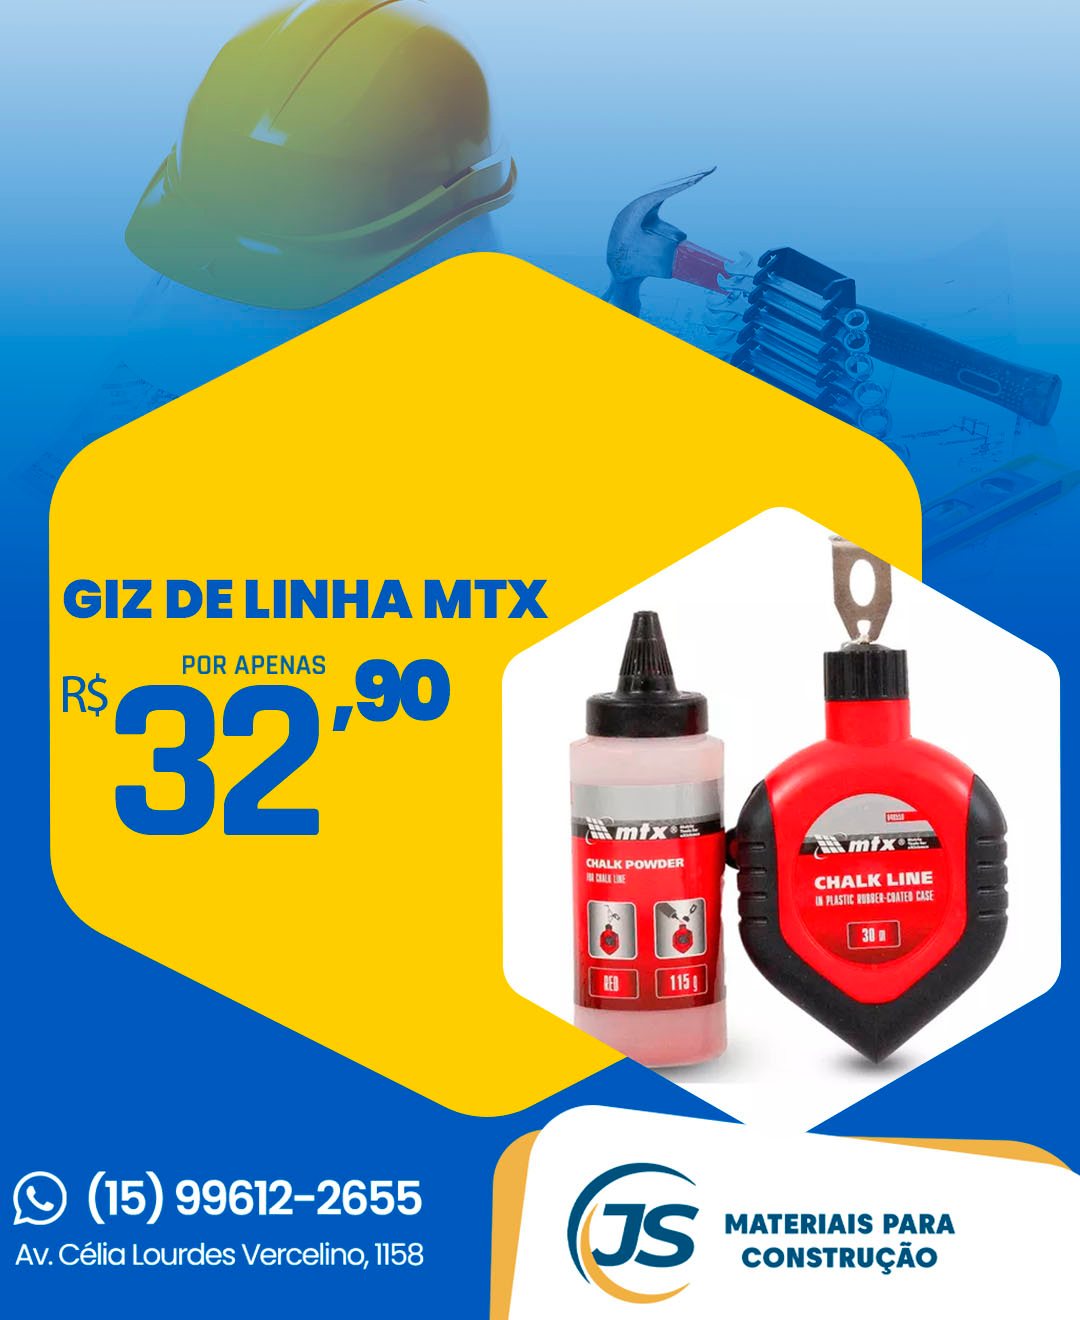 GIZ DE LINHA MTX
POR APENAS
R$ 32,90
mtx®
CHALK POWDER
FOR CHALK LINE
RED
115 g
mtx®
CHALK LINE
IN PLASTIC RUBBER-COATED CASE
30 m
(15) 99612-2655
Av. Célia Lourdes Vercelino, 1158
JS
MATERIAIS PARA
CONSTRUÇÃO